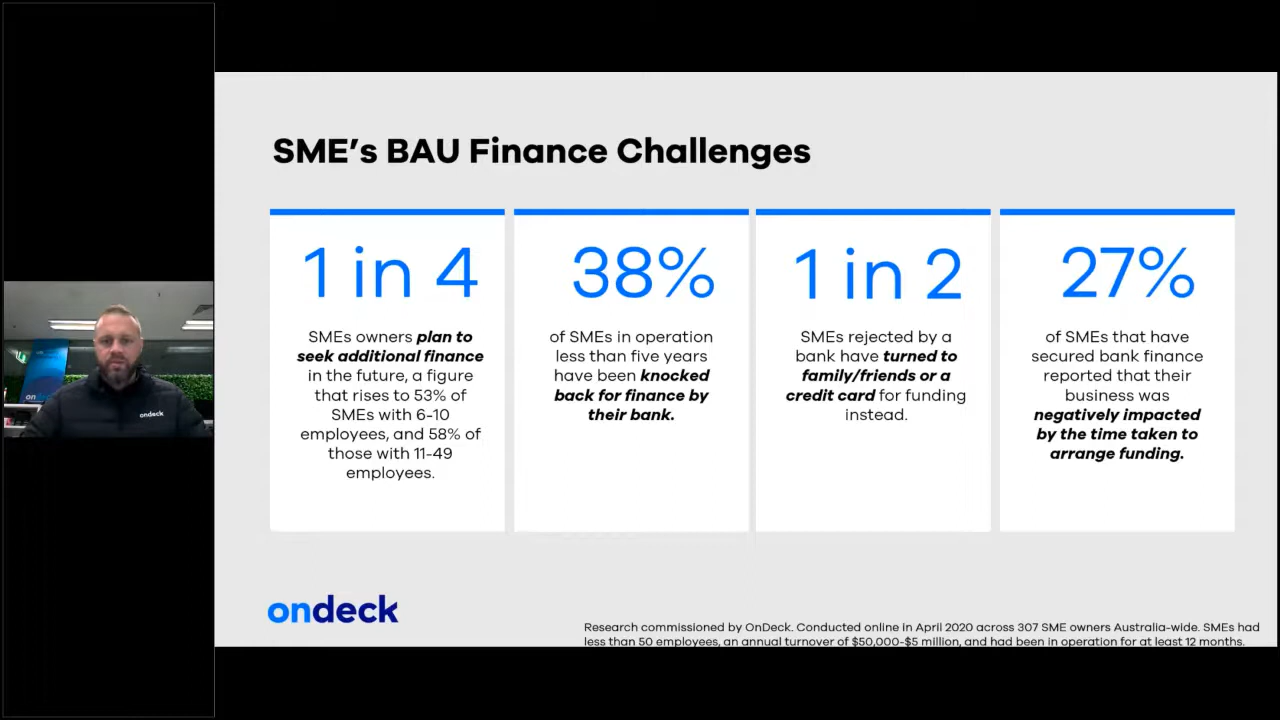 SME's BAU Finance Challenges
1 in 4
SMEs owners plan to
seek additional finance
in the future, a figure
that rises to 53% of
SMEs with 6-10
employees, and 58% of
those with 11-49
employees.
38%
of SMEs in operation
less than five years
have been knocked
back for finance by
their bank.
1 in 2
SMEs rejected by a
bank have turned to
family/friends or a
credit card for funding
instead.
27%
of SMEs that have
secured bank finance
reported that their
business was
negatively impacted
by the time taken to
arrange funding.
ondeck
Research commissioned by OnDeck. Conducted online in April 2020 across 307 SME owners Australia-wide. SMEs had
less than 50 employees, an annual turnover of $50,000-$5 million, and had been in operation for at least 12 months.
on
ondeck